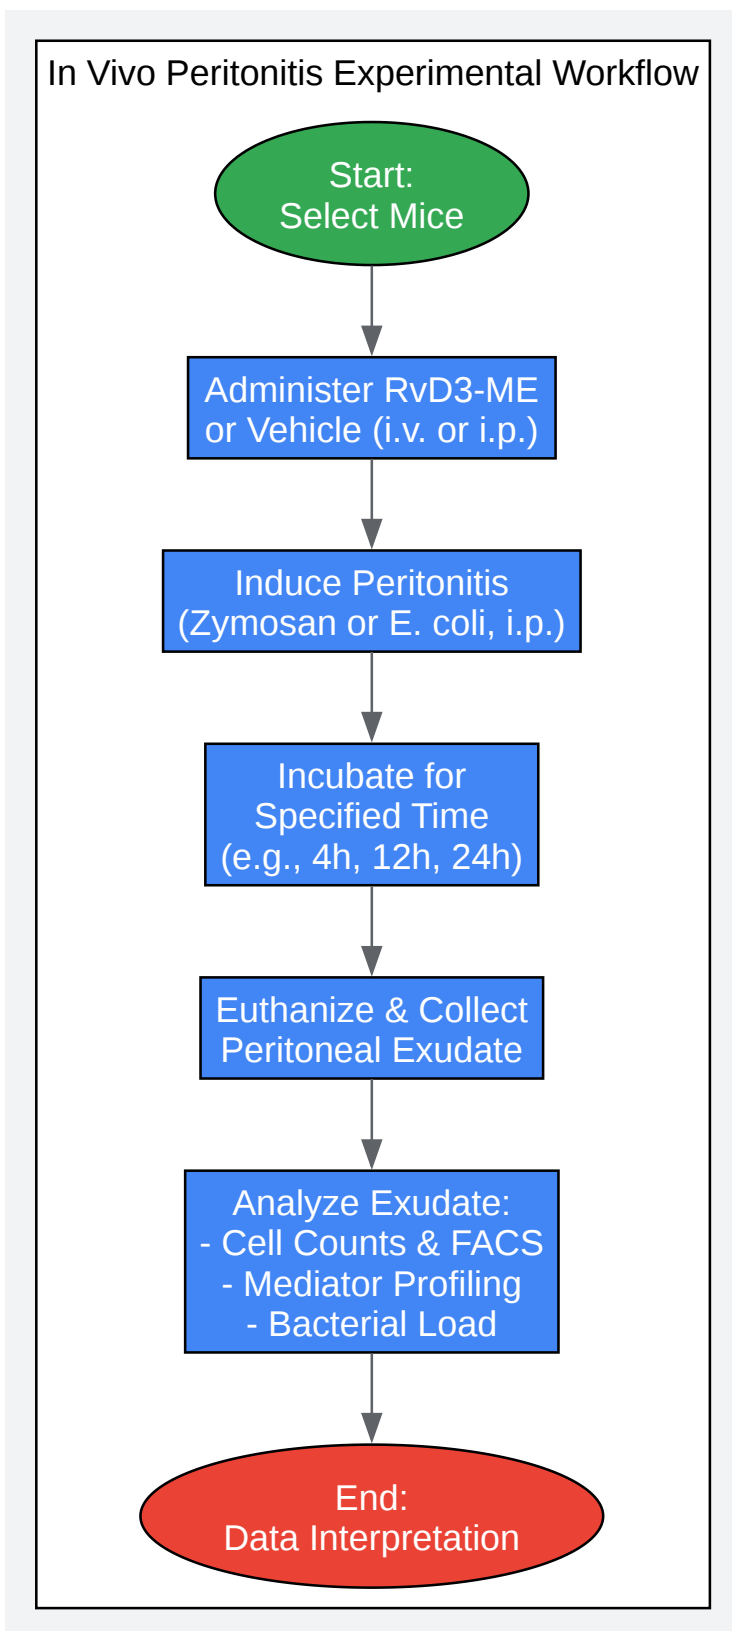 In Vivo Peritonitis Experimental Workflow
Start:
Select Mice
Administer RvD3-ME
or Vehicle (i.v. or i.p.)
Induce Peritonitis
(Zymosan or E. coli, i.p.)
Incubate for
Specified Time
(e.g., 4h, 12h, 24h)
Euthanize & Collect
Peritoneal Exudate
Analyze Exudate:
- Cell Counts & FACS
- Mediator Profiling
- Bacterial Load
End:
Data Interpretation